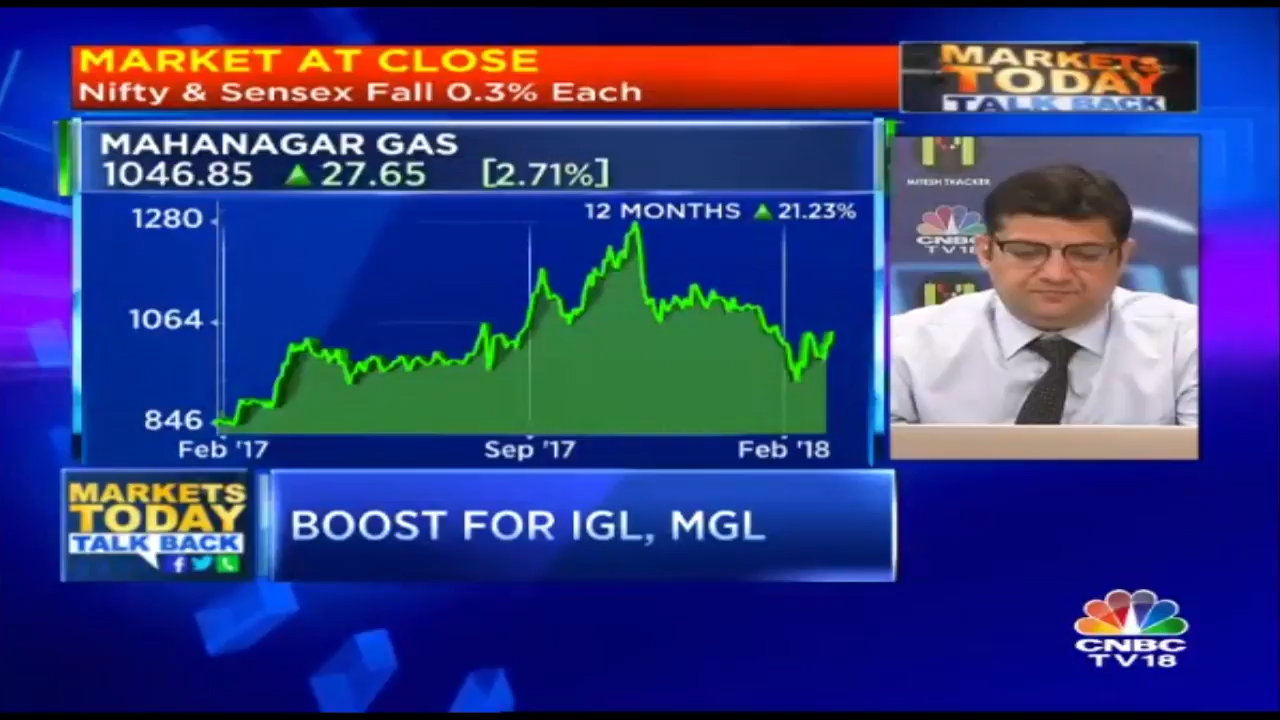 MARKET AT CLOSE
Nifty & Sensex Fall 0.3% Each
MARKETS
TODAY
TALK BACK
MAHANAGAR GAS
1046.85 ▲ 27.65 [2.71%]
12 MONTHS ▲ 21.23%
1280
1064
846
Feb '17 Sep '17 Feb '18
MITESH THACKER
CNBC
TV18
MARKETS
TODAY
TALK BACK
BOOST FOR IGL, MGL
CNBC
TV18